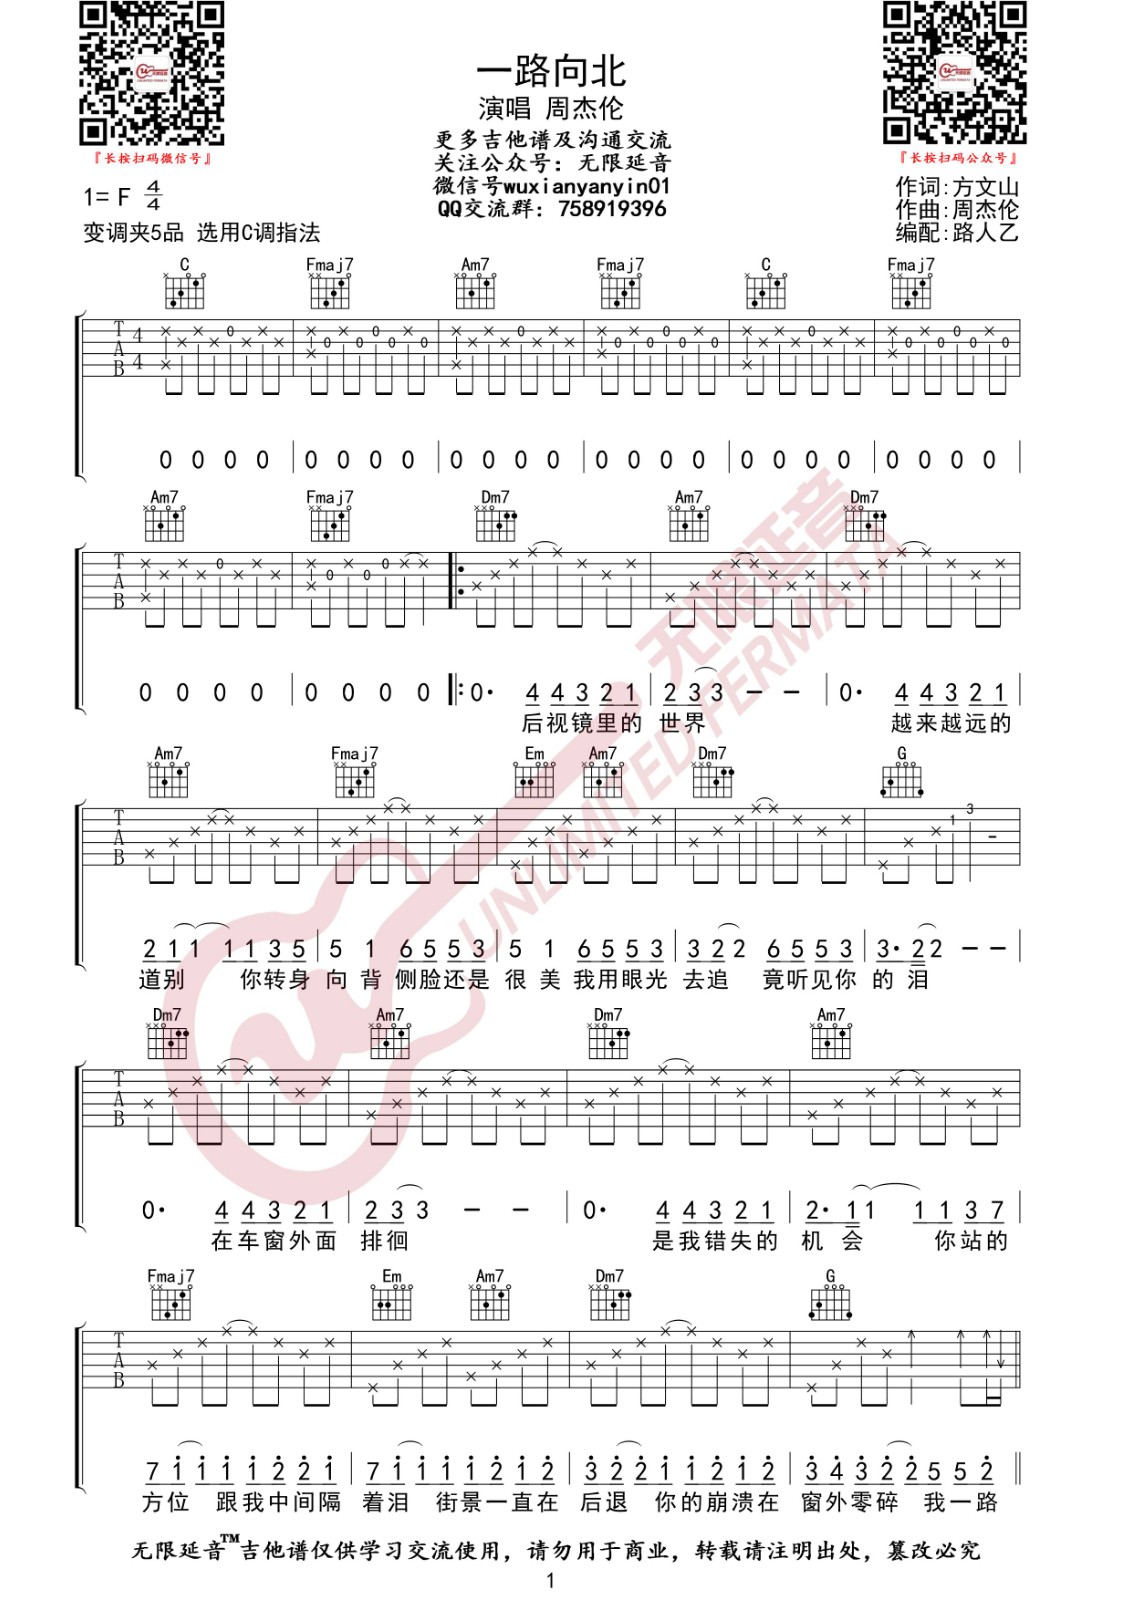 一路向北
演唱 周杰伦
更多吉他谱及沟通交流
关注公众号：无限延音
微信号wuxianyanyin01
QQ交流群：758919396
『长按扫码微信号』
『长按扫码公众号』
1= F 4/4
变调夹5品 选用C调指法
作词:方文山
作曲:周杰伦
编配:路人乙
C Fmaj7 Am7 Fmaj7 C Fmaj7
0 0 0 0 | 0 0 0 0 | 0 0 0 0 | 0 0 0 0 | 0 0 0 0 | 0 0 0 0 |
Am7 Fmaj7 Dm7 Am7 Dm7
0 0 0 0 | 0 0 0 0 |: 0· 4 4 3 2 1 | 2 3 3 – – | 0· 4 4 3 2 1
后视镜里的 世界 越来越远的
Am7 Fmaj7 Em Am7 Dm7 G
2 1 1 1 1 3 5 | 5 1 6 5 5 3 | 5 1 6 5 5 3 | 3 2 2 6 5 5 3 | 3· 2 2 – –
道别 你转身 向背 侧脸还是 很美 我用眼光 去追 竟听见你 的泪
Dm7 Am7 Dm7 Am7
0· 4 4 3 2 1 | 2 3 3 – – | 0· 4 4 3 2 1 | 2· 1 1 1 1 3 7
在车窗外面 排徊 是我错失的 机会 你站的
Fmaj7 Em Am7 Dm7 G
7 1 1 1 1 2 2 1 | 7 1 1 1 1 2 1 2 | 3 2 2 1 1 2 1 2 | 3 4 3 2 2 5 5 2 ||
方位 跟我中间隔 着泪 街景一直在 后退 你的崩溃在 窗外零碎 我一路
无限延音™吉他谱仅供学习交流使用，请勿用于商业，转载请注明出处，篡改必究
1
无限延音
UNLIMITED FERMATA